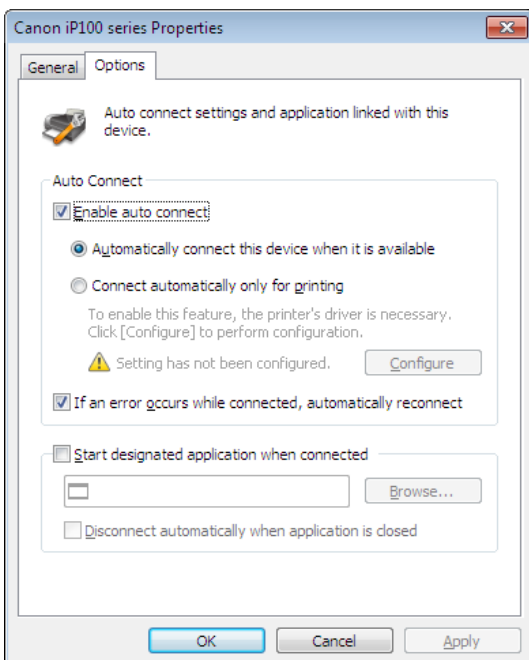 Canon iP100 series Properties
General Options
Auto connect settings and application linked with this
device.
Auto Connect
Enable auto connect
Automatically connect this device when it is available
Connect automatically only for printing
To enable this feature, the printer's driver is necessary.
Click [Configure] to perform configuration.
Setting has not been configured. Configure
If an error occurs while connected, automatically reconnect
Start designated application when connected
Browse...
Disconnect automatically when application is closed
OK Cancel Apply